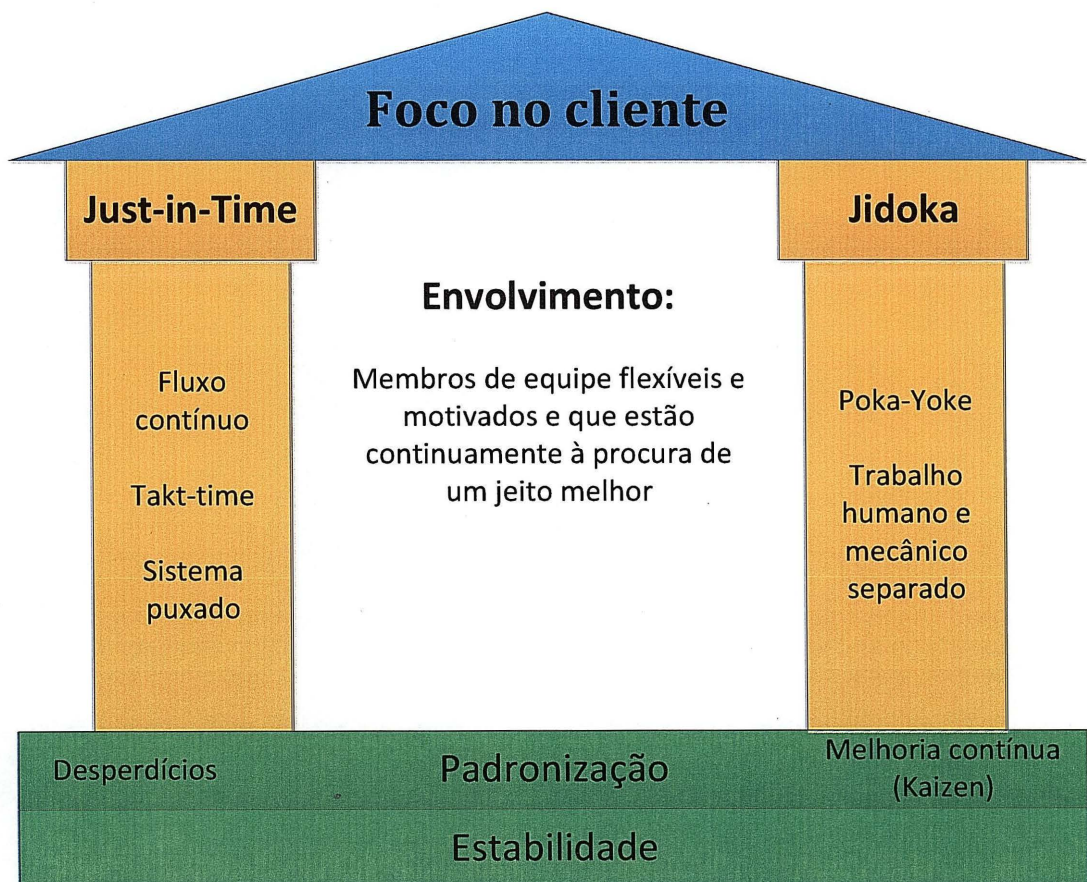 Foco no cliente
Just-in-Time
Jidoka
Envolvimento:
Membros de equipe flexíveis e
motivados e que estão
continuamente à procura de
um jeito melhor
Fluxo
contínuo
Takt-time
Sistema
puxado
Poka-Yoke
Trabalho
humano e
mecânico
separado
Desperdícios
Padronização
Melhoria contínua
(Kaizen)
Estabilidade